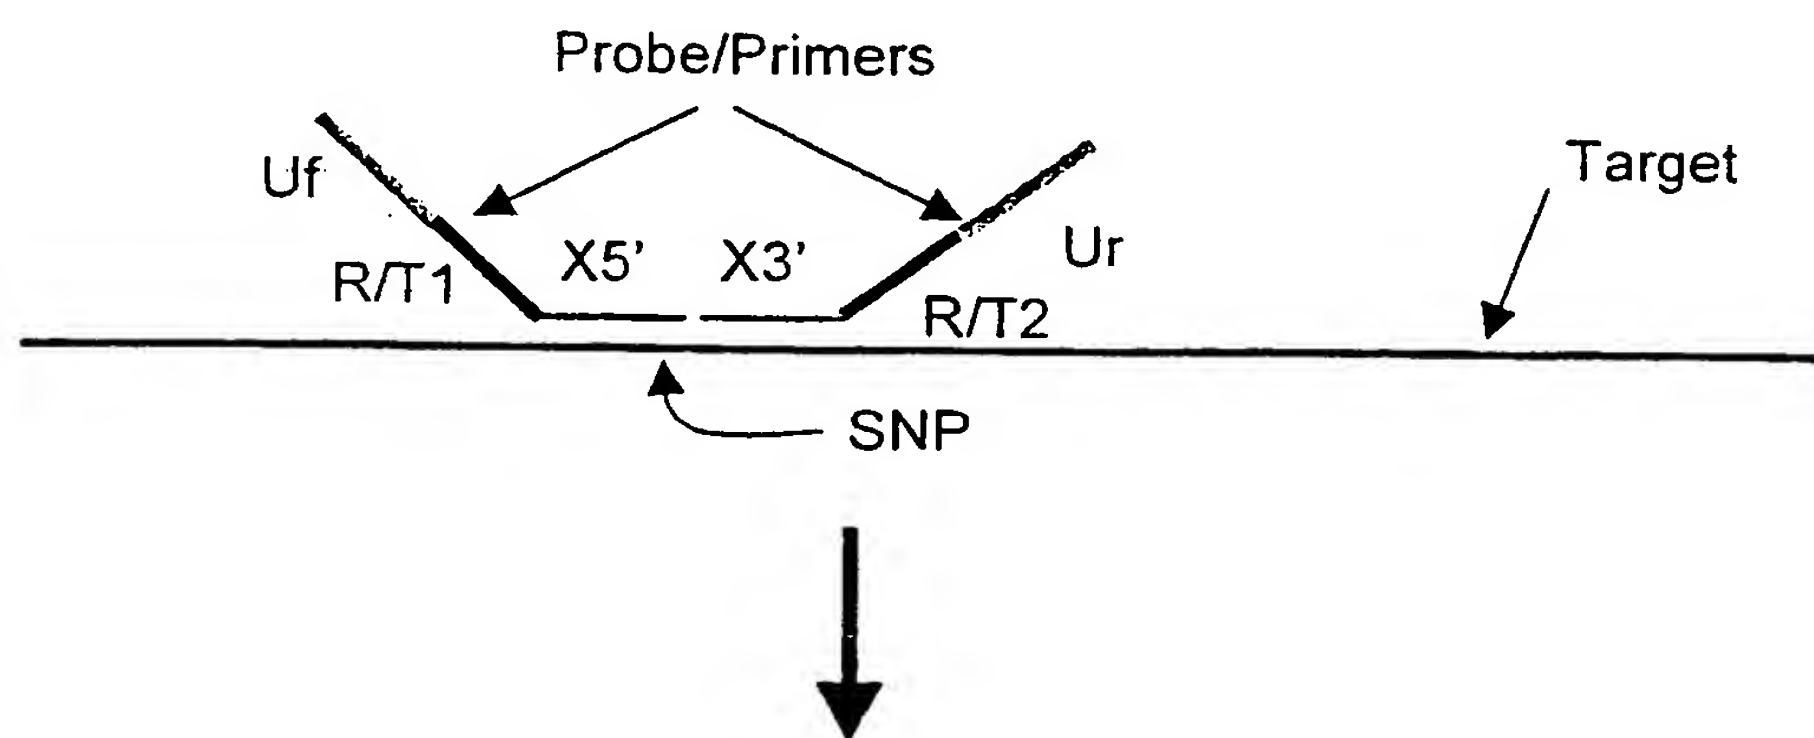 Probe/Primers
Uf
Target
X5'
X3'
Ur
R/T1
R/T2
SNP